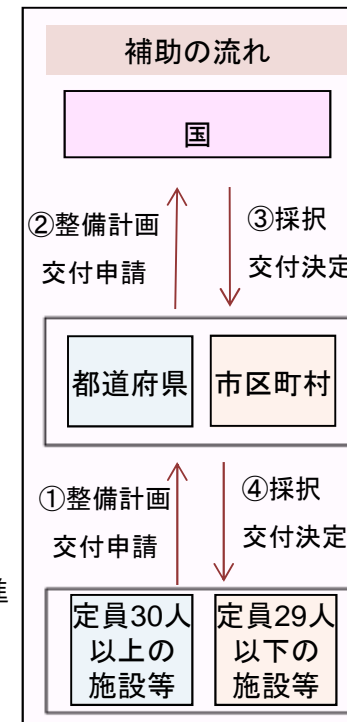 補助の流れ
国
②整備計画
交付申請
③採択
交付決定
都道府県
市区町村
①整備計画
交付申請
④採択
交付決定
進
定員30人
以上の
施設等
定員29人
以下の
施設等